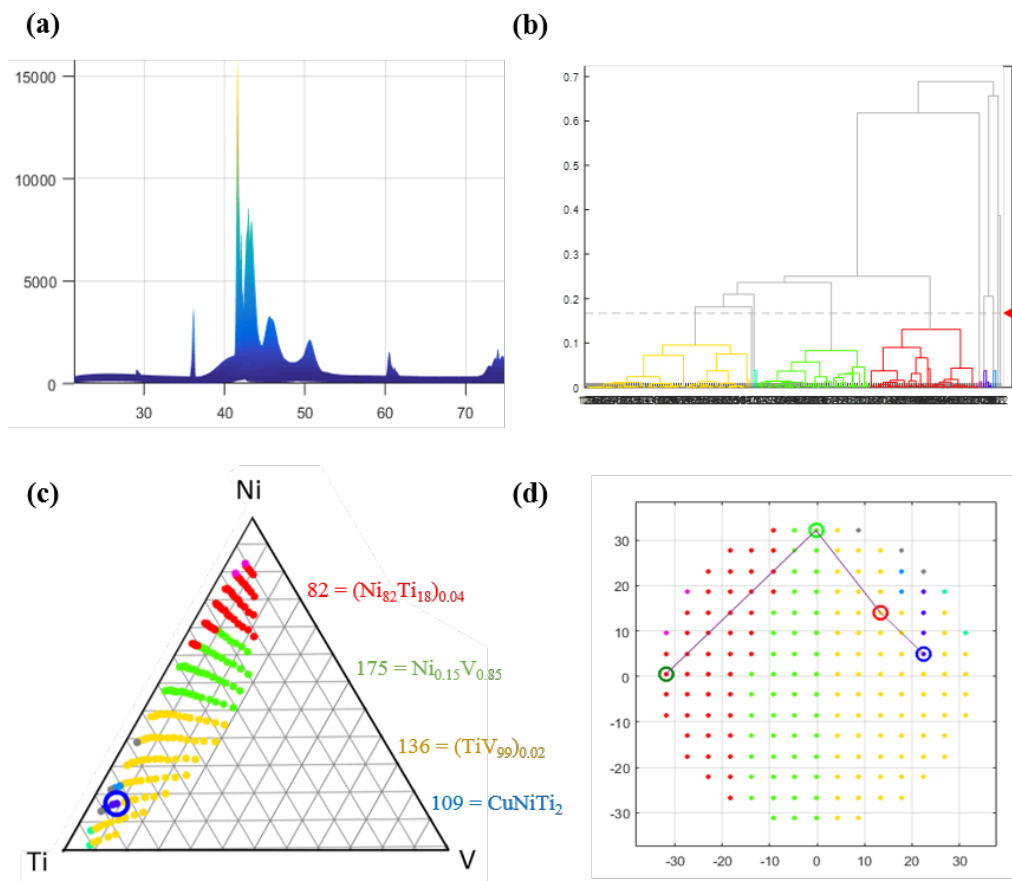 (a)
15000
10000
5000
0
30 40 50 60 70
(b)
0.7
0.6
0.5
0.4
0.3
0.2
0.1
0
(c)
Ni
82 = (Ni82Ti18)0.04
175 = Ni0.15V0.85
136 = (TiV99)0.02
109 = CuNiTi2
Ti
V
(d)
30
20
10
0
-10
-20
-30
-30 -20 -10 0 10 20 30